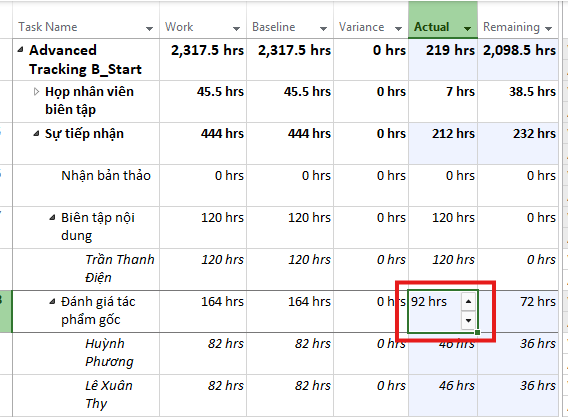 Task Name Work Baseline Variance Actual Remaining
Advanced 2,317.5 hrs 2,317.5 hrs 0 hrs 219 hrs 2,098.5 hrs
Tracking B_Start
Họp nhân viên 45.5 hrs 45.5 hrs 0 hrs 7 hrs 38.5 hrs
biên tập
Sự tiếp nhận 444 hrs 444 hrs 0 hrs 212 hrs 232 hrs
Nhận bản thảo 0 hrs 0 hrs 0 hrs 0 hrs 0 hrs
Biên tập nội 120 hrs 120 hrs 0 hrs 120 hrs 0 hrs
dung
Trần Thanh 120 hrs 120 hrs 0 hrs 120 hrs 0 hrs
Điện
Đánh giá tác 164 hrs 164 hrs 0 hrs 92 hrs 72 hrs
phẩm gốc
Huỳnh 82 hrs 82 hrs 0 hrs 46 hrs 36 hrs
Phương
Lê Xuân 82 hrs 82 hrs 0 hrs 46 hrs 36 hrs
Thy